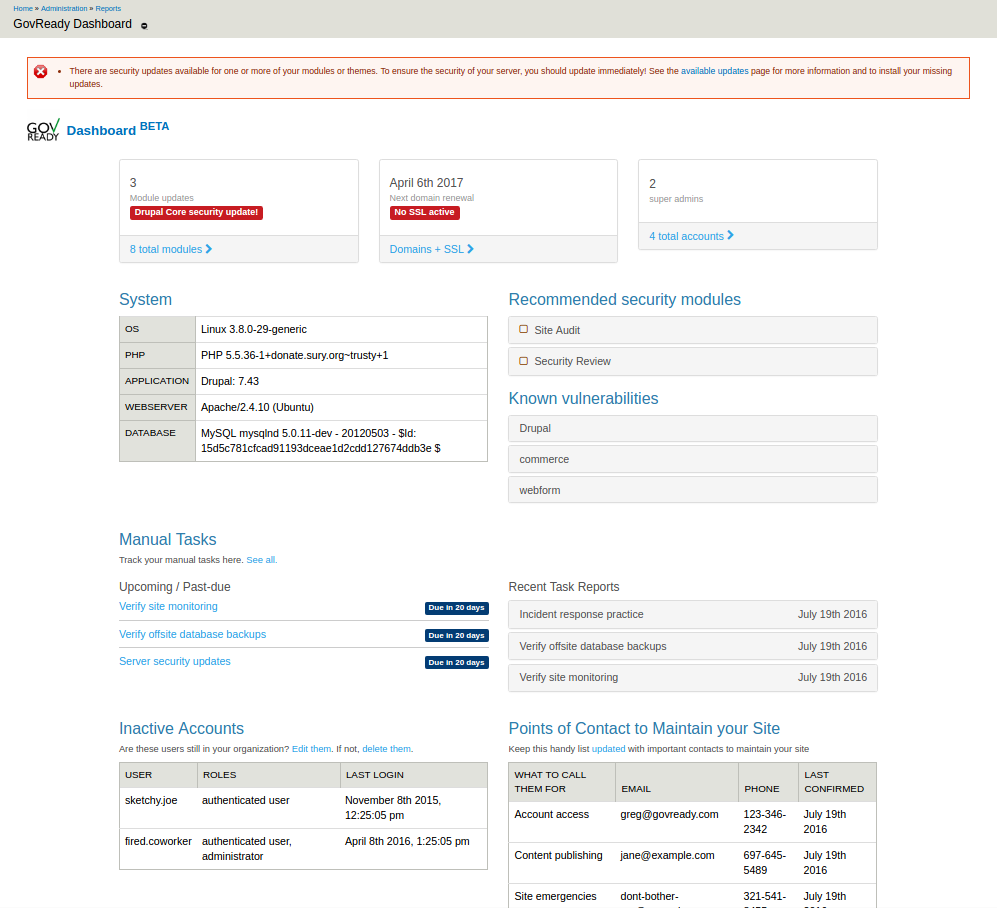 Home » Administration » Reports
GovReady Dashboard
There are security updates available for one or more of your modules or themes. To ensure the security of your server, you should update immediately! See the available updates page for more information and to install your missing
updates.
GOV READY Dashboard BETA
3
Module updates
Drupal Core security update!
8 total modules
April 6th 2017
Next domain renewal
No SSL active
Domains + SSL
2
super admins
4 total accounts
System
OS Linux 3.8.0-29-generic
PHP PHP 5.5.36-1+donate.sury.org~trusty+1
APPLICATION Drupal: 7.43
WEBSERVER Apache/2.4.10 (Ubuntu)
DATABASE MySQL mysqlnd 5.0.11-dev - 20120503 - $Id:
15d5c781cfcad91193dceae1d2cdd127674ddb3e $
Recommended security modules
Site Audit
Security Review
Known vulnerabilities
Drupal
commerce
webform
Manual Tasks
Track your manual tasks here. See all.
Upcoming / Past-due
Verify site monitoring Due in 20 days
Verify offsite database backups Due in 20 days
Server security updates Due in 20 days
Recent Task Reports
Incident response practice July 19th 2016
Verify offsite database backups July 19th 2016
Verify site monitoring July 19th 2016
Inactive Accounts
Are these users still in your organization? Edit them. If not, delete them.
USER ROLES LAST LOGIN
sketchy.joe authenticated user November 8th 2015,
12:25:05 pm
fired.coworker authenticated user, April 8th 2016, 1:25:05 pm
administrator
Points of Contact to Maintain your Site
Keep this handy list updated with important contacts to maintain your site
WHAT TO CALL LAST
THEM FOR EMAIL PHONE CONFIRMED
Account access greg@govready.com 123-346- July 19th
2342 2016
Content publishing jane@example.com 697-645- July 19th
5489 2016
Site emergencies dont-bother- 321-541- July 19th